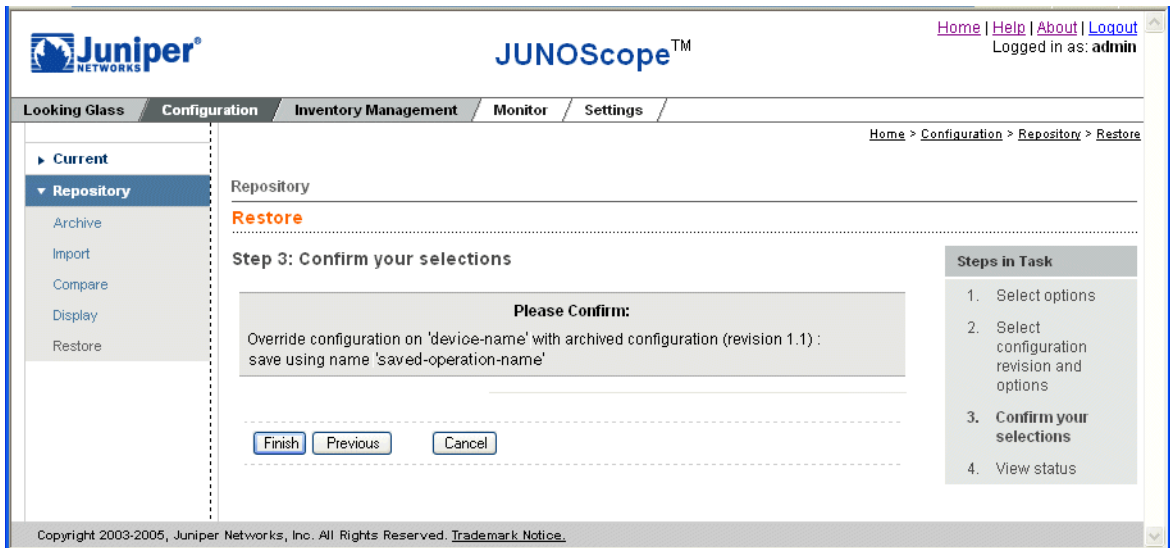 Home | Help | About | Logout
Logged in as: admin
Juniper®
NETWORKS
JUNOScope™
Looking Glass / Configuration / Inventory Management / Monitor / Settings /
Home > Configuration > Repository > Restore
Current
Repository
Archive
Import
Compare
Display
Restore
Repository
Restore
Step 3: Confirm your selections
Please Confirm:
Override configuration on 'device-name' with archived configuration (revision 1.1) :
save using name 'saved-operation-name'
Finish Previous Cancel
Steps in Task
1. Select options
2. Select
configuration
revision and
options
3. Confirm your
selections
4. View status
Copyright 2003-2005, Juniper Networks, Inc. All Rights Reserved. Trademark Notice.